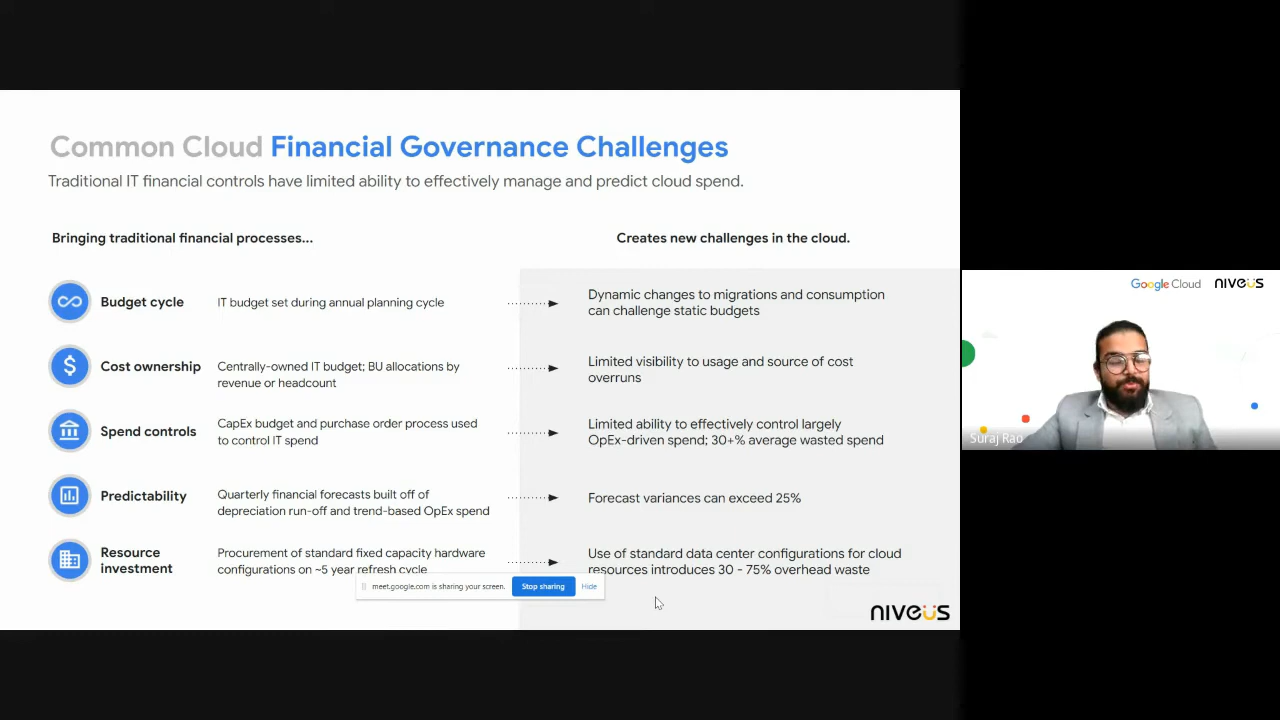 Common Cloud Financial Governance Challenges
Traditional IT financial controls have limited ability to effectively manage and predict cloud spend.
Bringing traditional financial processes...
Creates new challenges in the cloud.
Budget cycle
IT budget set during annual planning cycle
Dynamic changes to migrations and consumption
can challenge static budgets
Cost ownership
Centrally-owned IT budget; BU allocations by
revenue or headcount
Limited visibility to usage and source of cost
overruns
Spend controls
CapEx budget and purchase order process used
to control IT spend
Limited ability to effectively control largely
OpEx-driven spend; 30+% average wasted spend
Predictability
Quarterly financial forecasts built off of
depreciation run-off and trend-based OpEx spend
Forecast variances can exceed 25%
Resource
investment
Procurement of standard fixed capacity hardware
configurations on ~5 year refresh cycle
Use of standard data center configurations for cloud
resources introduces 30 - 75% overhead waste
meet.google.com is sharing your screen.
Stop sharing
Hide
NIVEUS
Google Cloud
NIVEUS
Suraj Rao